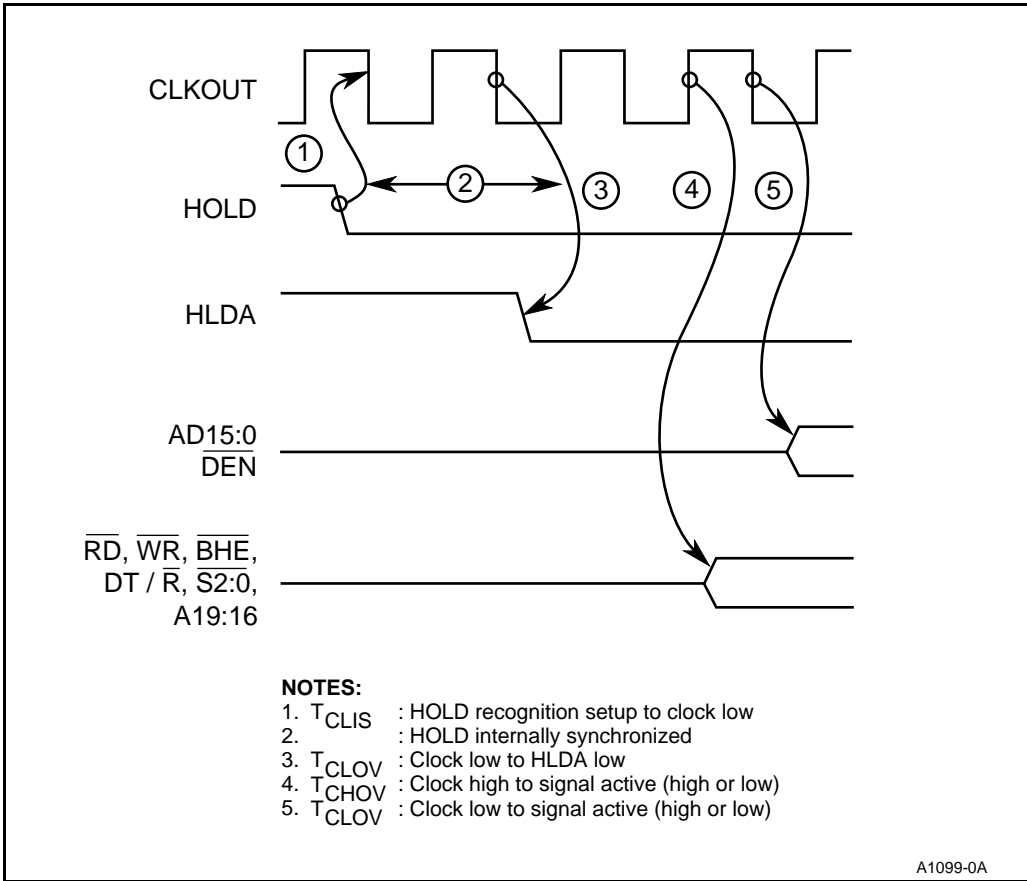 CLKOUT
1
2
3
4
5
HOLD
HLDA
AD15:0
DEN
RD, WR, BHE,
DT / R, S2:0,
A19:16
NOTES:
1. TCLIS : HOLD recognition setup to clock low
2. : HOLD internally synchronized
3. TCLOV : Clock low to HLDA low
4. TCHOV : Clock high to signal active (high or low)
5. TCLOV : Clock low to signal active (high or low)
A1099-0A